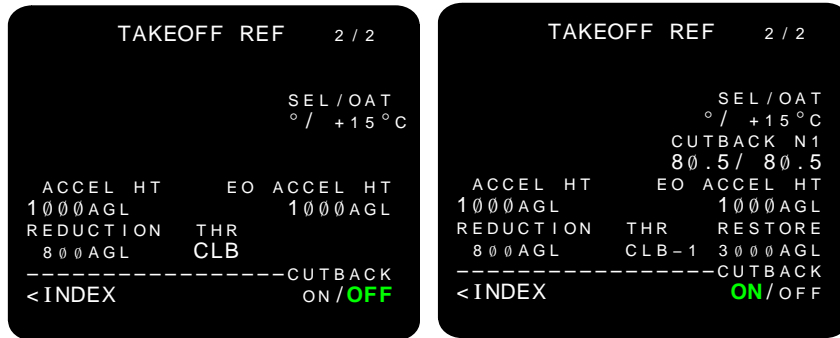 TAKEOFF REF 2/2
SEL/OAT
°/ +15°C
ACCEL HT EO ACCEL HT
1000AGL 1000AGL
REDUCTION THR
800AGL CLB
------------------CUTBACK
<INDEX ON/OFF
TAKEOFF REF 2/2
SEL/OAT
°/ +15°C
CUTBACK N1
80.5/ 80.5
ACCEL HT EO ACCEL HT
1000AGL 1000AGL
REDUCTION THR RESTORE
800AGL CLB-1 3000AGL
------------------CUTBACK
<INDEX ON/OFF